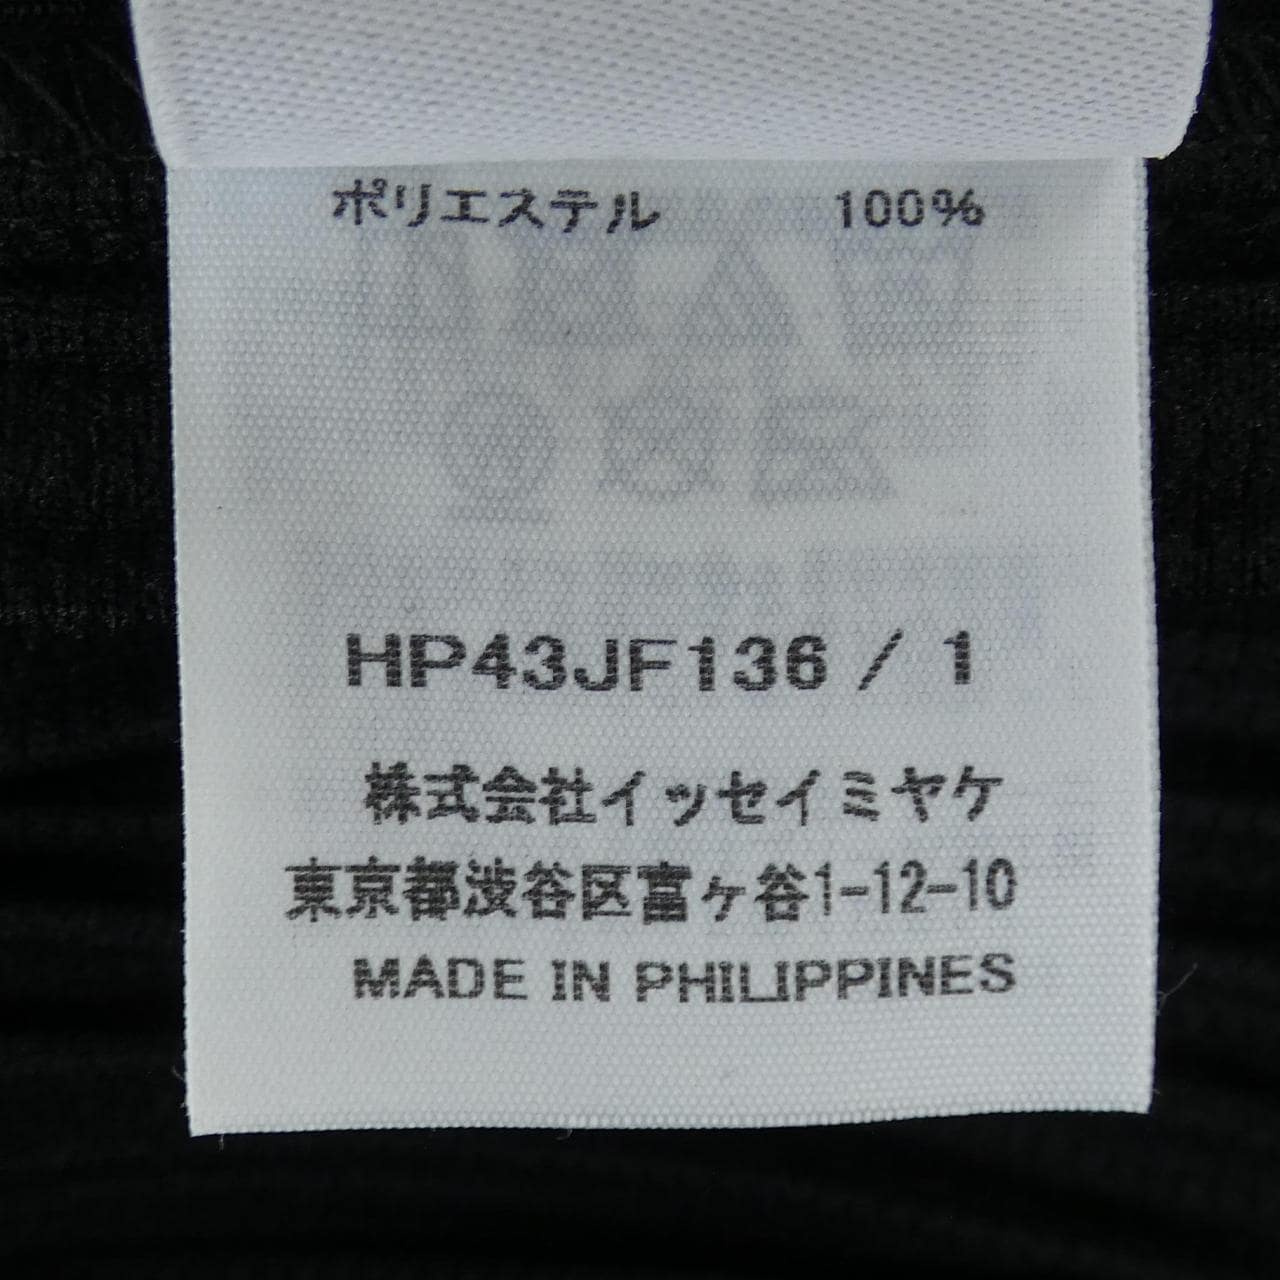 ポリエステル 100%
HP43JF136 / 1
株式会社イッセイミヤケ
東京都渋谷区富ヶ谷1-12-10
MADE IN PHILIPPINES